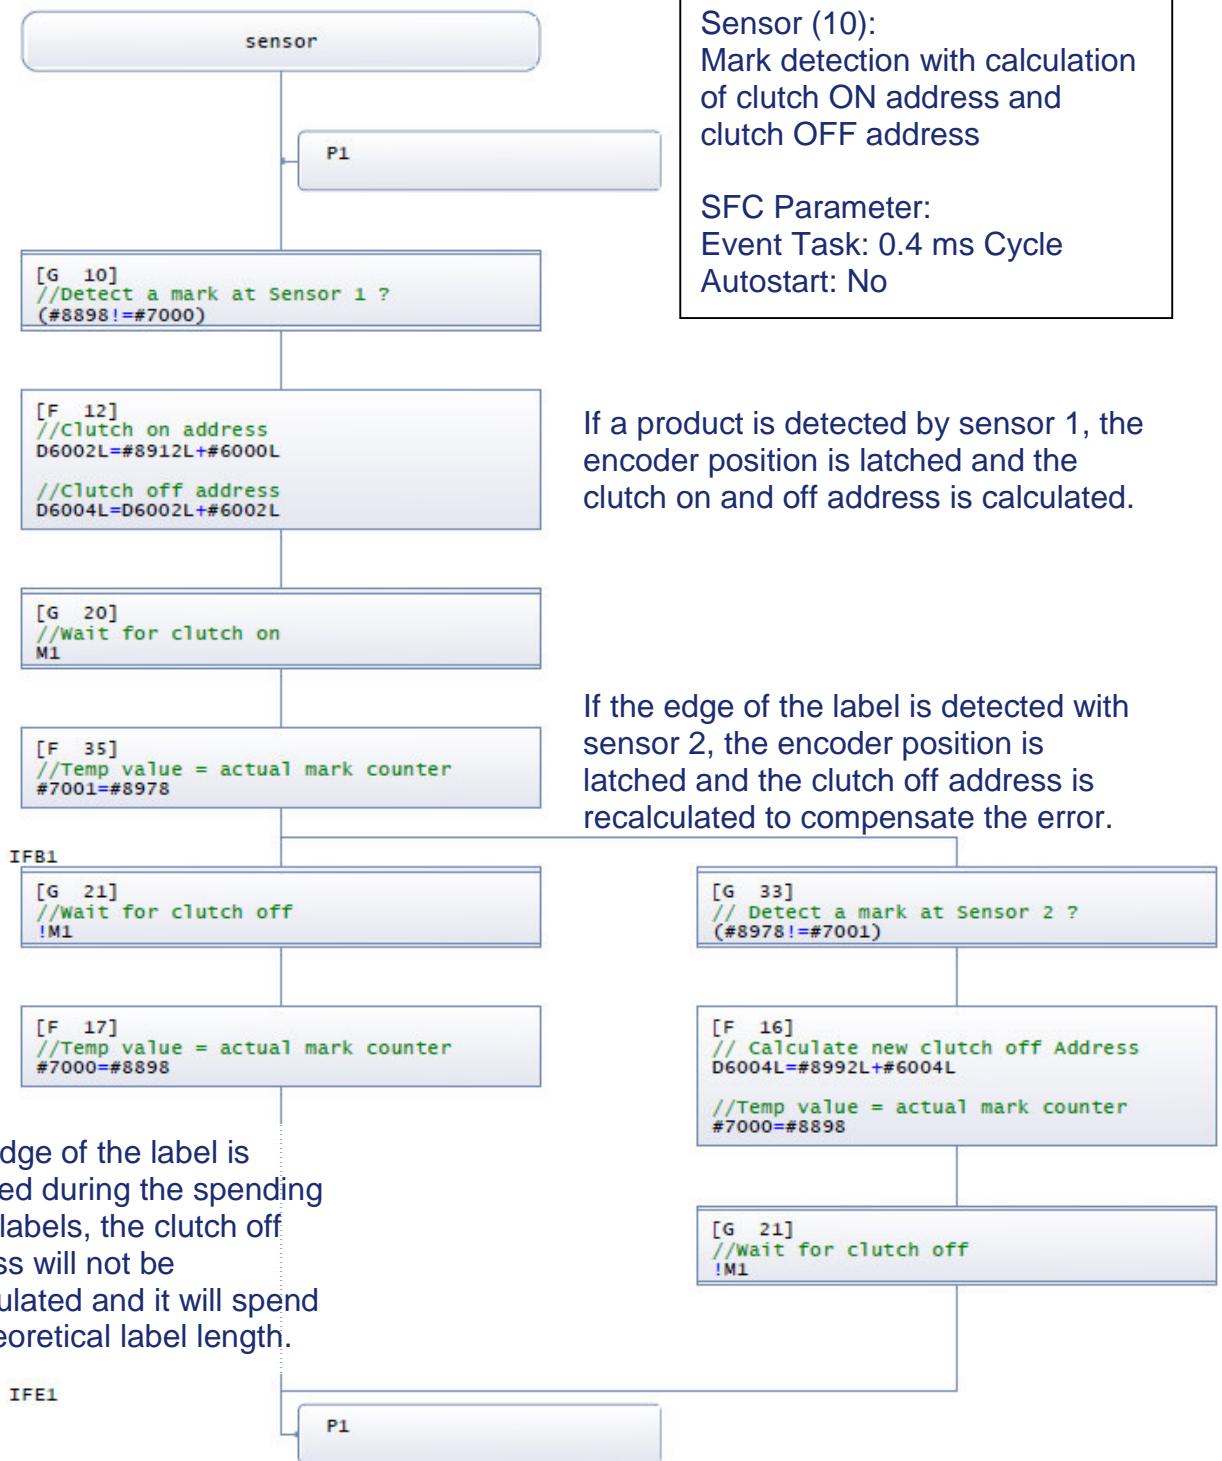 sensor
Sensor (10):
Mark detection with calculation
of clutch ON address and
clutch OFF address
SFC Parameter:
Event Task: 0.4 ms Cycle
Autostart: No
P1
[G 10]
//Detect a mark at Sensor 1 ?
(#8898!=#7000)
[F 12]
//Clutch on address
D6002L=#8912L+#6000L
//Clutch off address
D6004L=D6002L+#6002L
If a product is detected by sensor 1, the
encoder position is latched and the
clutch on and off address is calculated.
[G 20]
//Wait for clutch on
M1
[F 35]
//Temp value = actual mark counter
#7001=#8978
If the edge of the label is detected with
sensor 2, the encoder position is
latched and the clutch off address is
recalculated to compensate the error.
IFB1
[G 21]
//Wait for clutch off
!M1
[G 33]
// Detect a mark at Sensor 2 ?
(#8978!=#7001)
[F 17]
//Temp value = actual mark counter
#7000=#8898
[F 16]
// Calculate new clutch off Address
D6004L=#8992L+#6004L
//Temp value = actual mark counter
#7000=#8898
of the label is
during the spending
labels, the clutch off
will not be
and it will spend
label length.
[G 21]
//Wait for clutch off
!M1
IFE1
P1